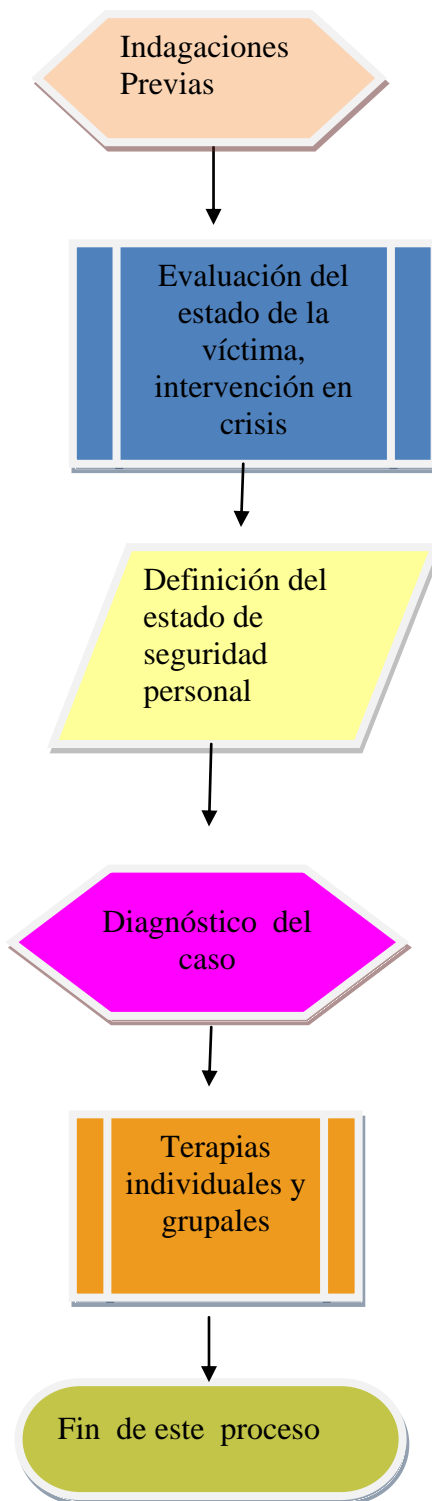 Indagaciones
Previas
Evaluación del
estado de la
víctima,
intervención en
crisis
Definición del
estado de
seguridad
personal
Diagnóstico del
caso
Terapias
individuales y
grupales
Fin de este proceso